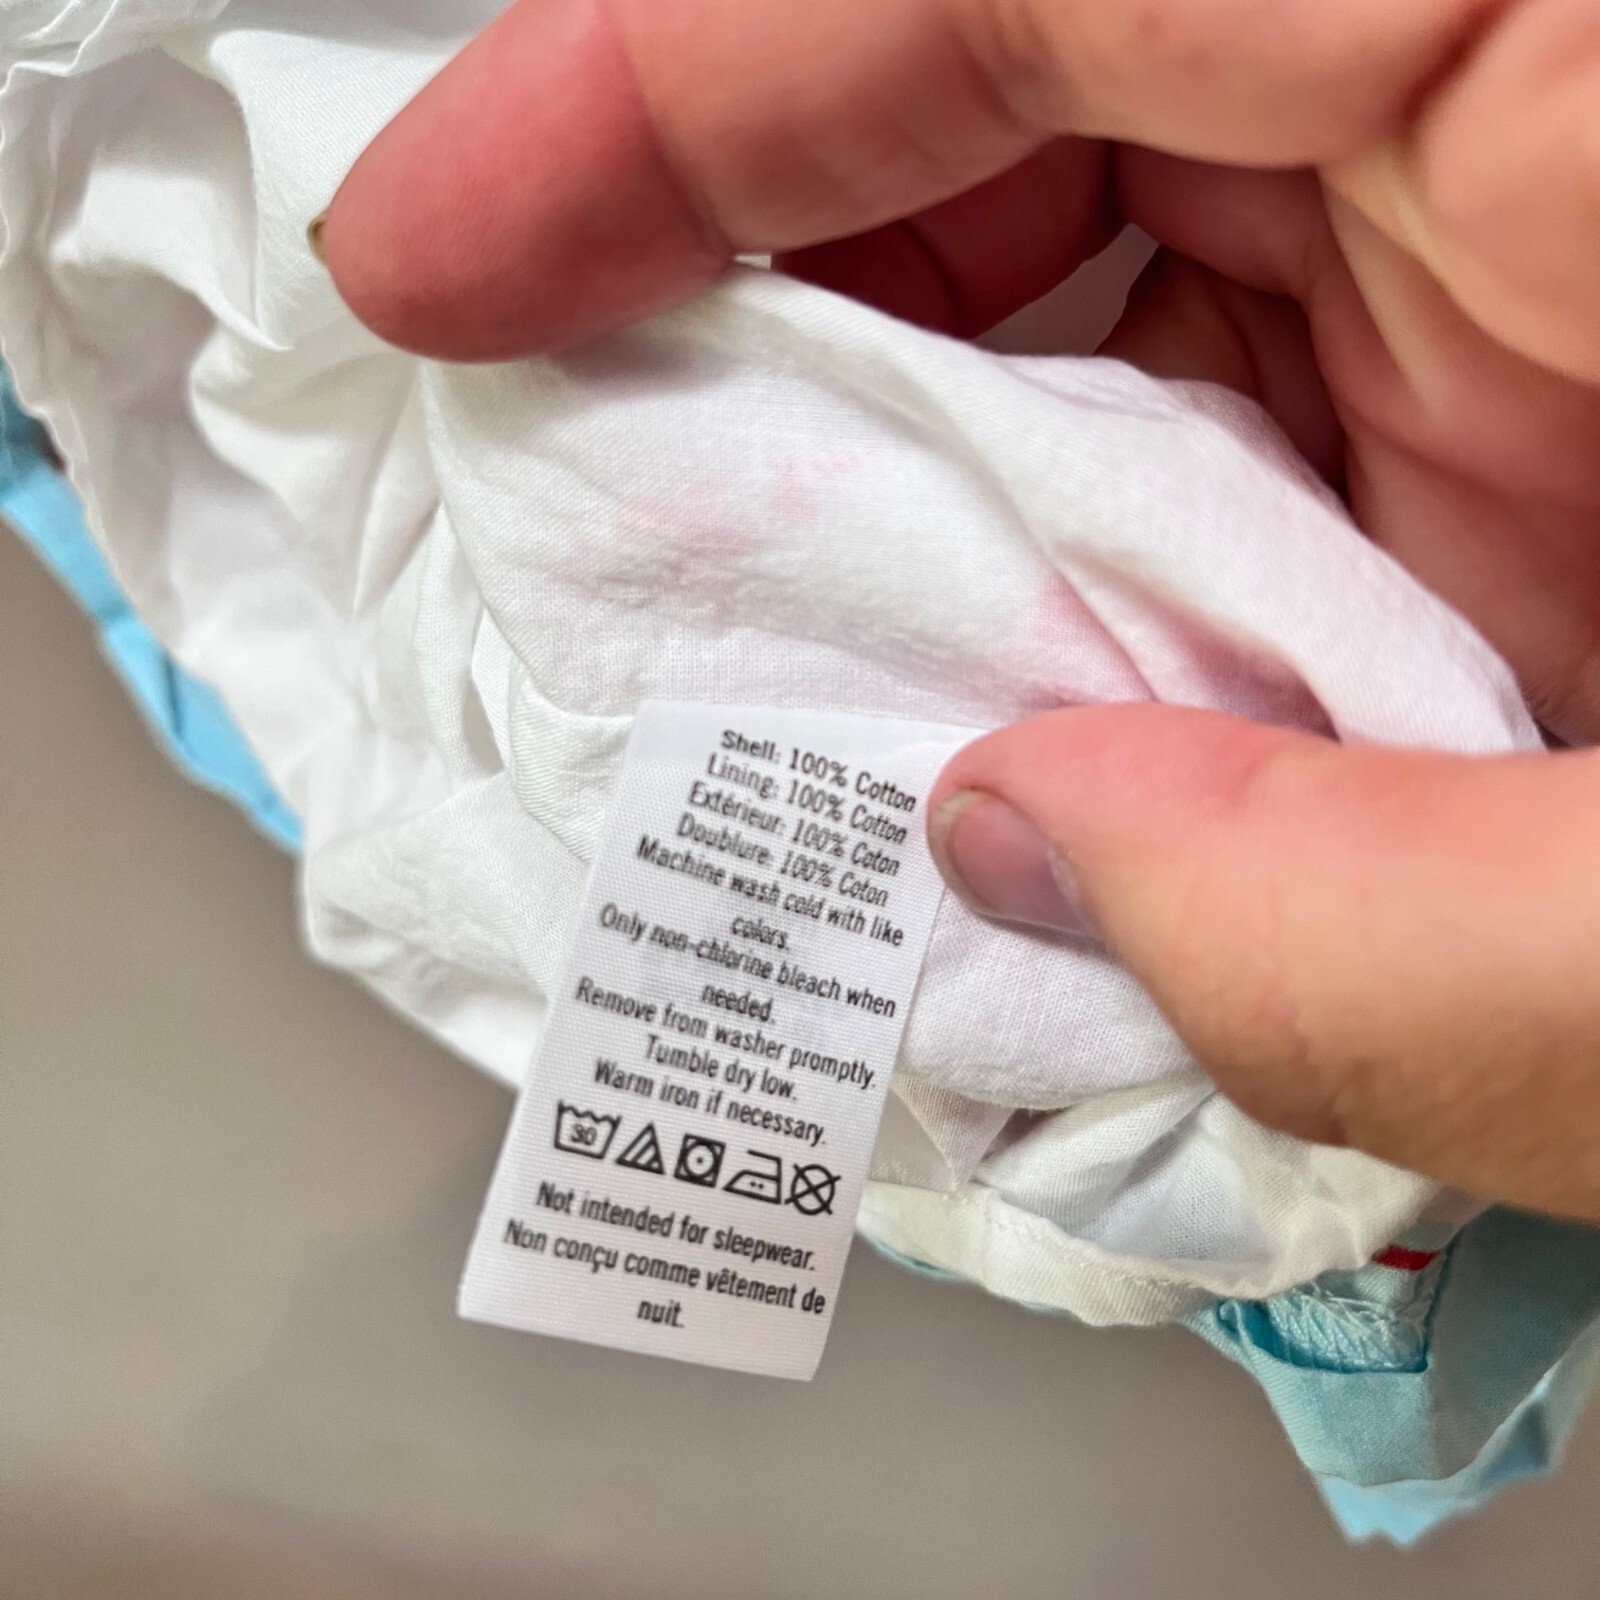 Shell: 100% Cotton
Lining: 100% Cotton
Extérieur: 100% Coton
Doublure: 100% Coton
Machine wash cold with like
colors.
Only non-chlorine bleach when
needed.
Remove from washer promptly.
Tumble dry low.
Warm iron if necessary.
30
Not intended for sleepwear.
Non conçu comme vêtement de
nuit.